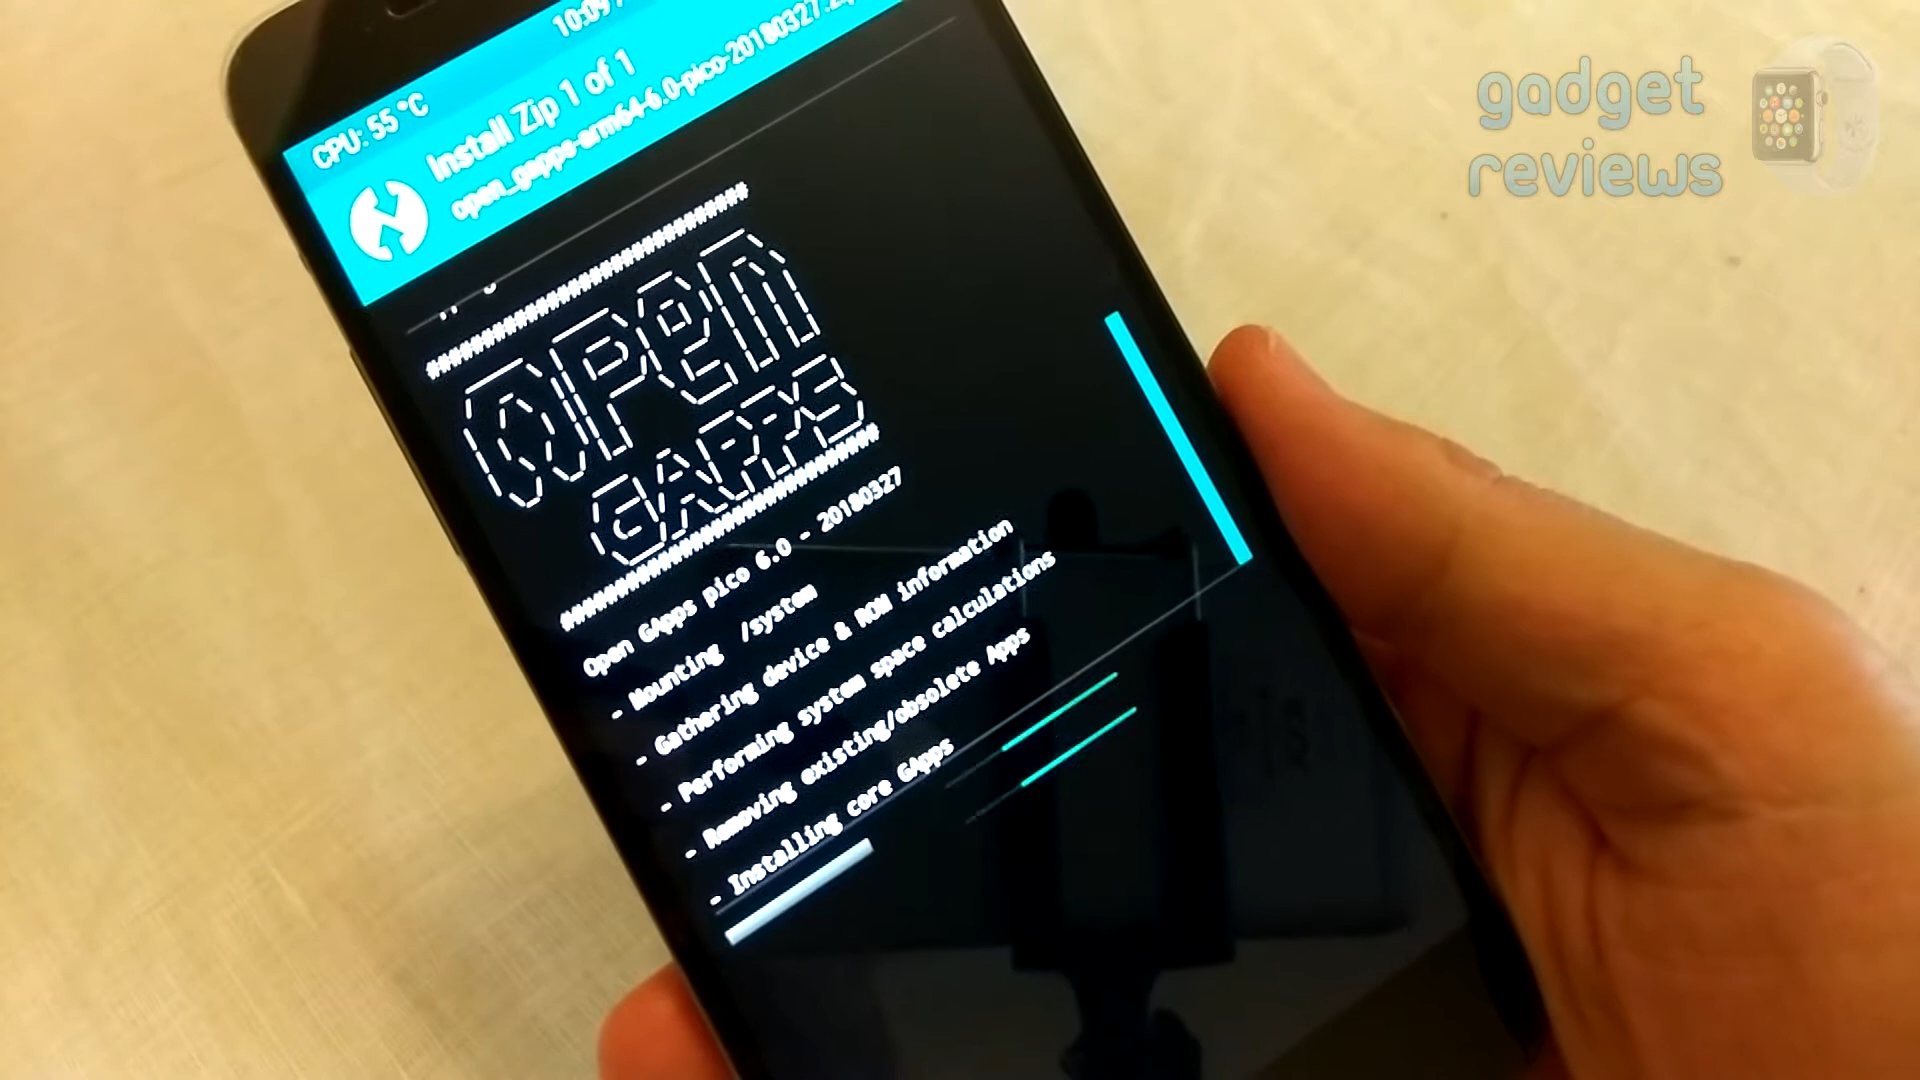 10:09
CPU: 55 °C
Install Zip 1 of 1
open_gapps-arm64-6.0-pico-20180327.zip
##############################
OPEN
GAPPS
##############################
Open GApps pico 6.0 - 20180327
- Mounting /system
- Gathering device & ROM information
- Performing system space calculations
- Removing existing/obsolete Apps
- Installing core GApps
gadget
reviews